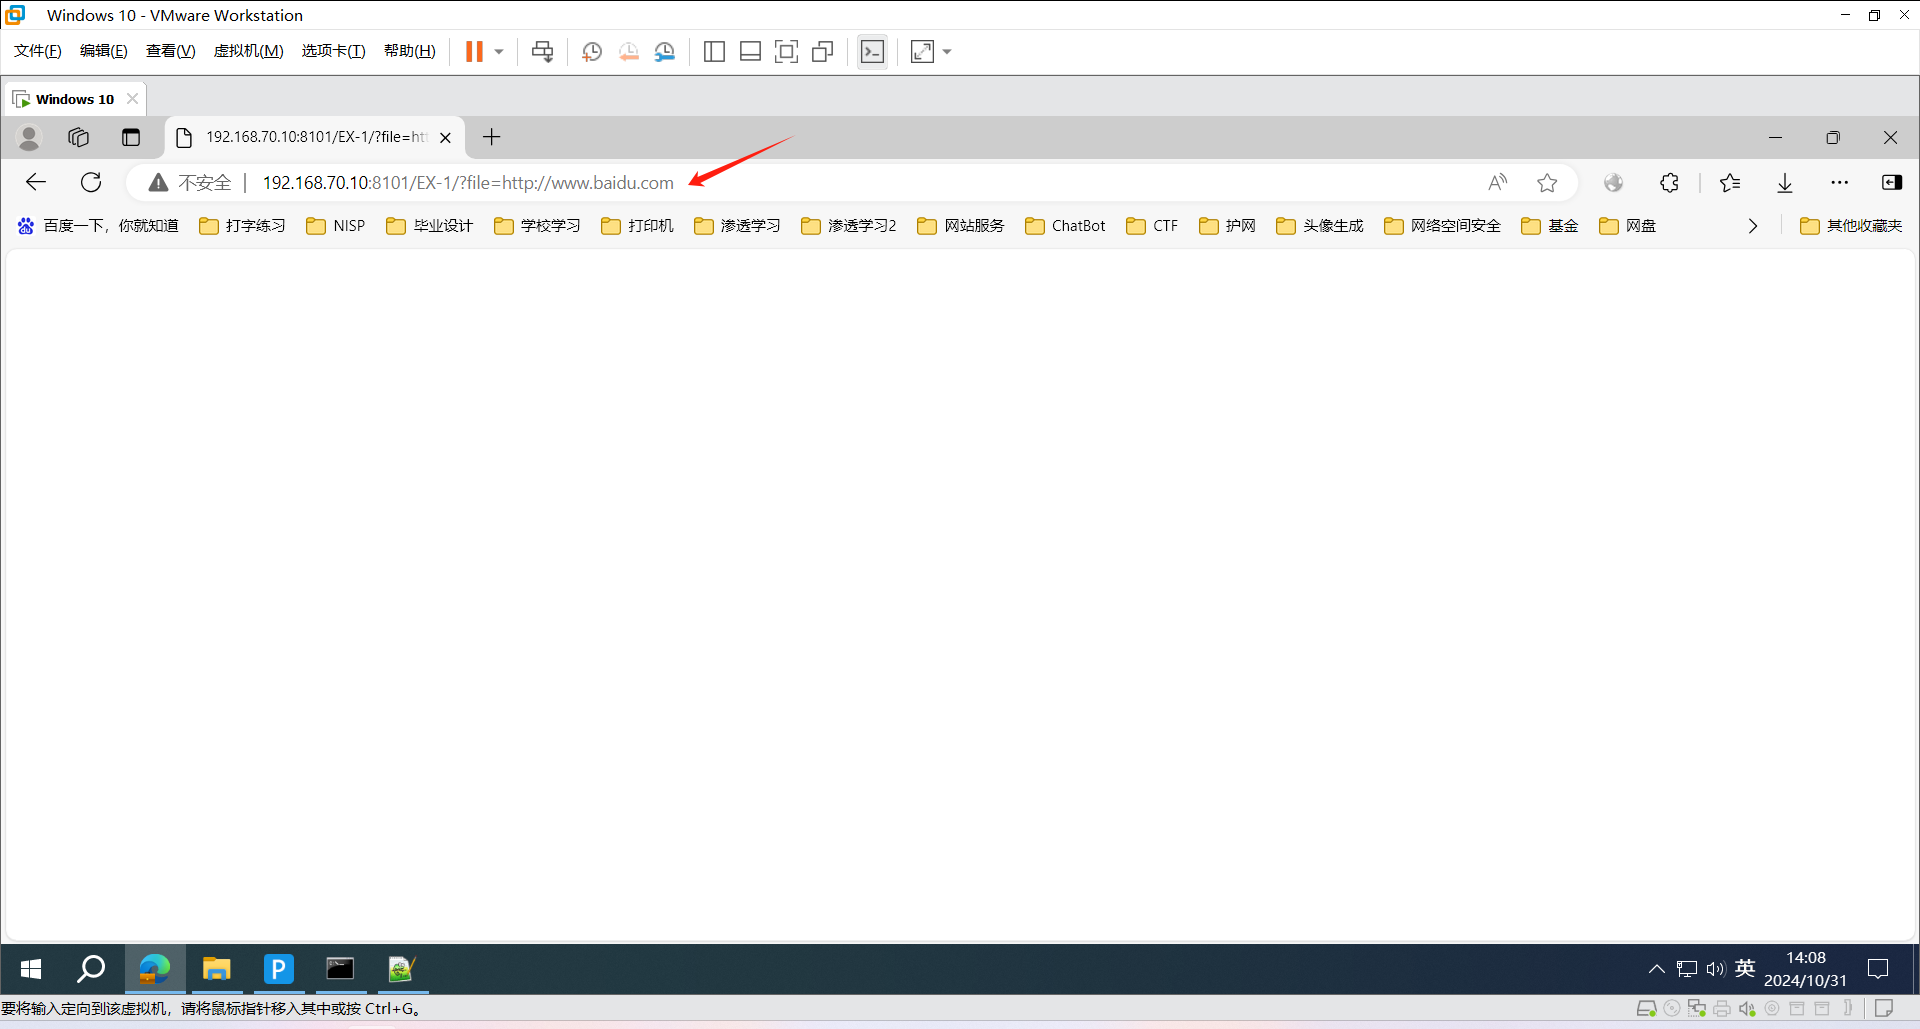 Windows 10 - VMware Workstation
文件(F) 编辑(E) 查看(V) 虚拟机(M) 选项卡(T) 帮助(H)
Windows 10
192.168.70.10:8101/EX-1/?file=htt
不安全 192.168.70.10:8101/EX-1/?file=http://www.baidu.com
百度一下，你就知道 打字练习 NISP 毕业设计 学校学习 打印机 渗透学习 渗透学习2 网站服务 ChatBot CTF 护网 头像生成 网络空间安全 基金 网盘 其他收藏夹
英 14:08
2024/10/31
要将输入定向到该虚拟机，请将鼠标指针移入其中或按 Ctrl+G。